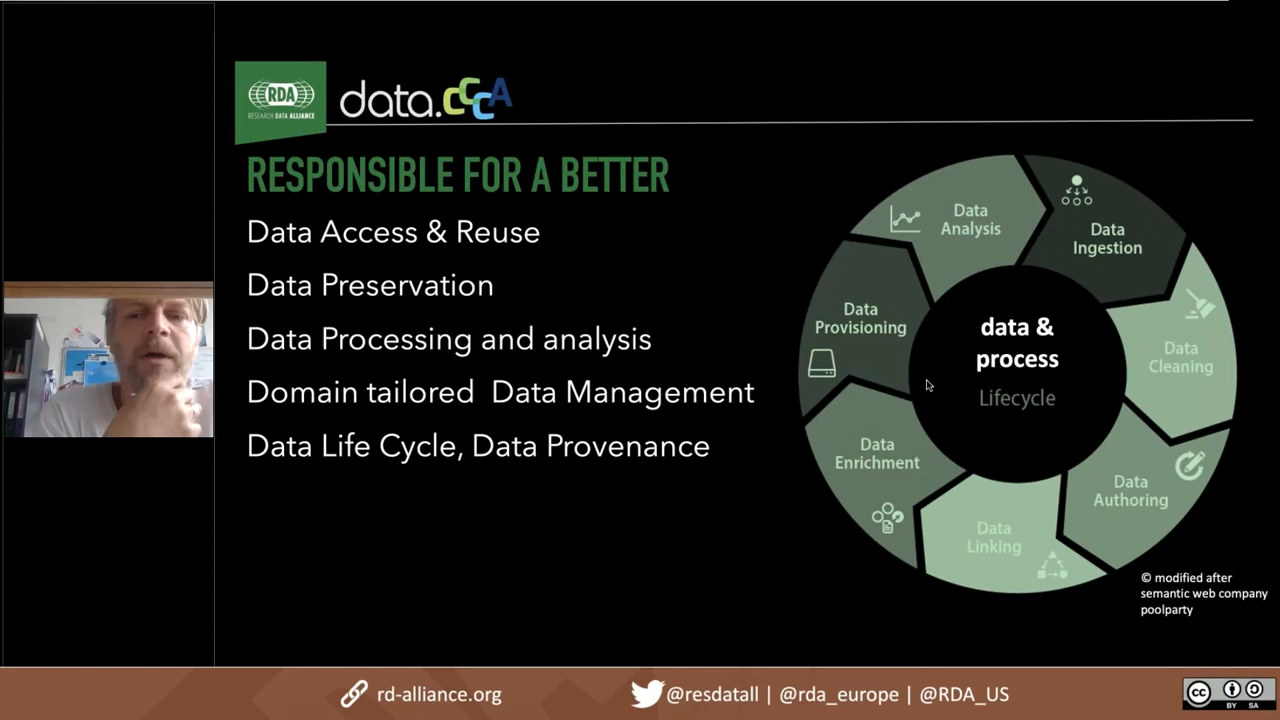 RDA
RESEARCH DATA ALLIANCE
data.CCCA
RESPONSIBLE FOR A BETTER
Data Access & Reuse
Data Preservation
Data Processing and analysis
Domain tailored  Data Management
Data Life Cycle, Data Provenance
Data
Analysis
Data
Ingestion
Data
Cleaning
Data
Authoring
Data
Linking
Data
Enrichment
Data
Provisioning
data &
process
Lifecycle
© modified after
semantic web company
poolparty
rd-alliance.org
@resdatall | @rda_europe | @RDA_US
cc
BY SA